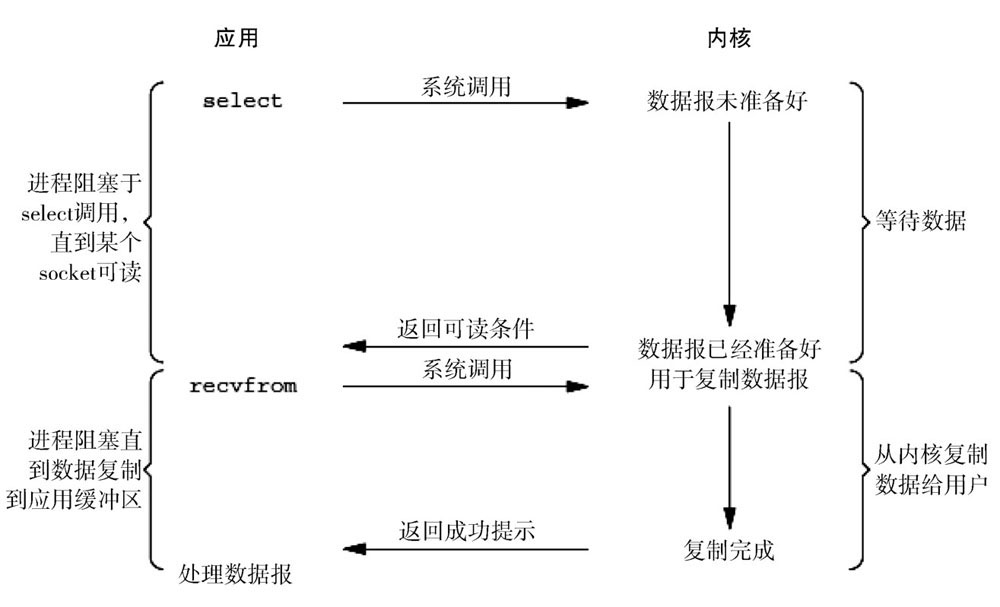 应用
内核
select
系统调用
数据报未准备好
进程阻塞于
select调用，
直到某个
socket可读
等待数据
返回可读条件
数据报已经准备好
用于复制数据报
系统调用
recvfrom
进程阻塞直
到数据复制
到应用缓冲区
从内核复制
数据给用户
返回成功提示
复制完成
处理数据报